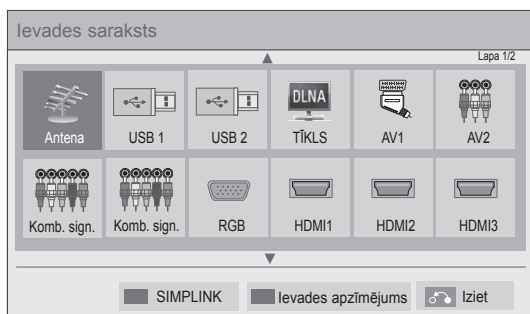 Ievades saraksts
Lapa 1/2
DLNA
Antena USB 1 USB 2 TĪKLS AV1 AV2
Komb. sign. Komb. sign. RGB HDMI1 HDMI2 HDMI3
SIMPLINK Ievades apzīmējums Iziet